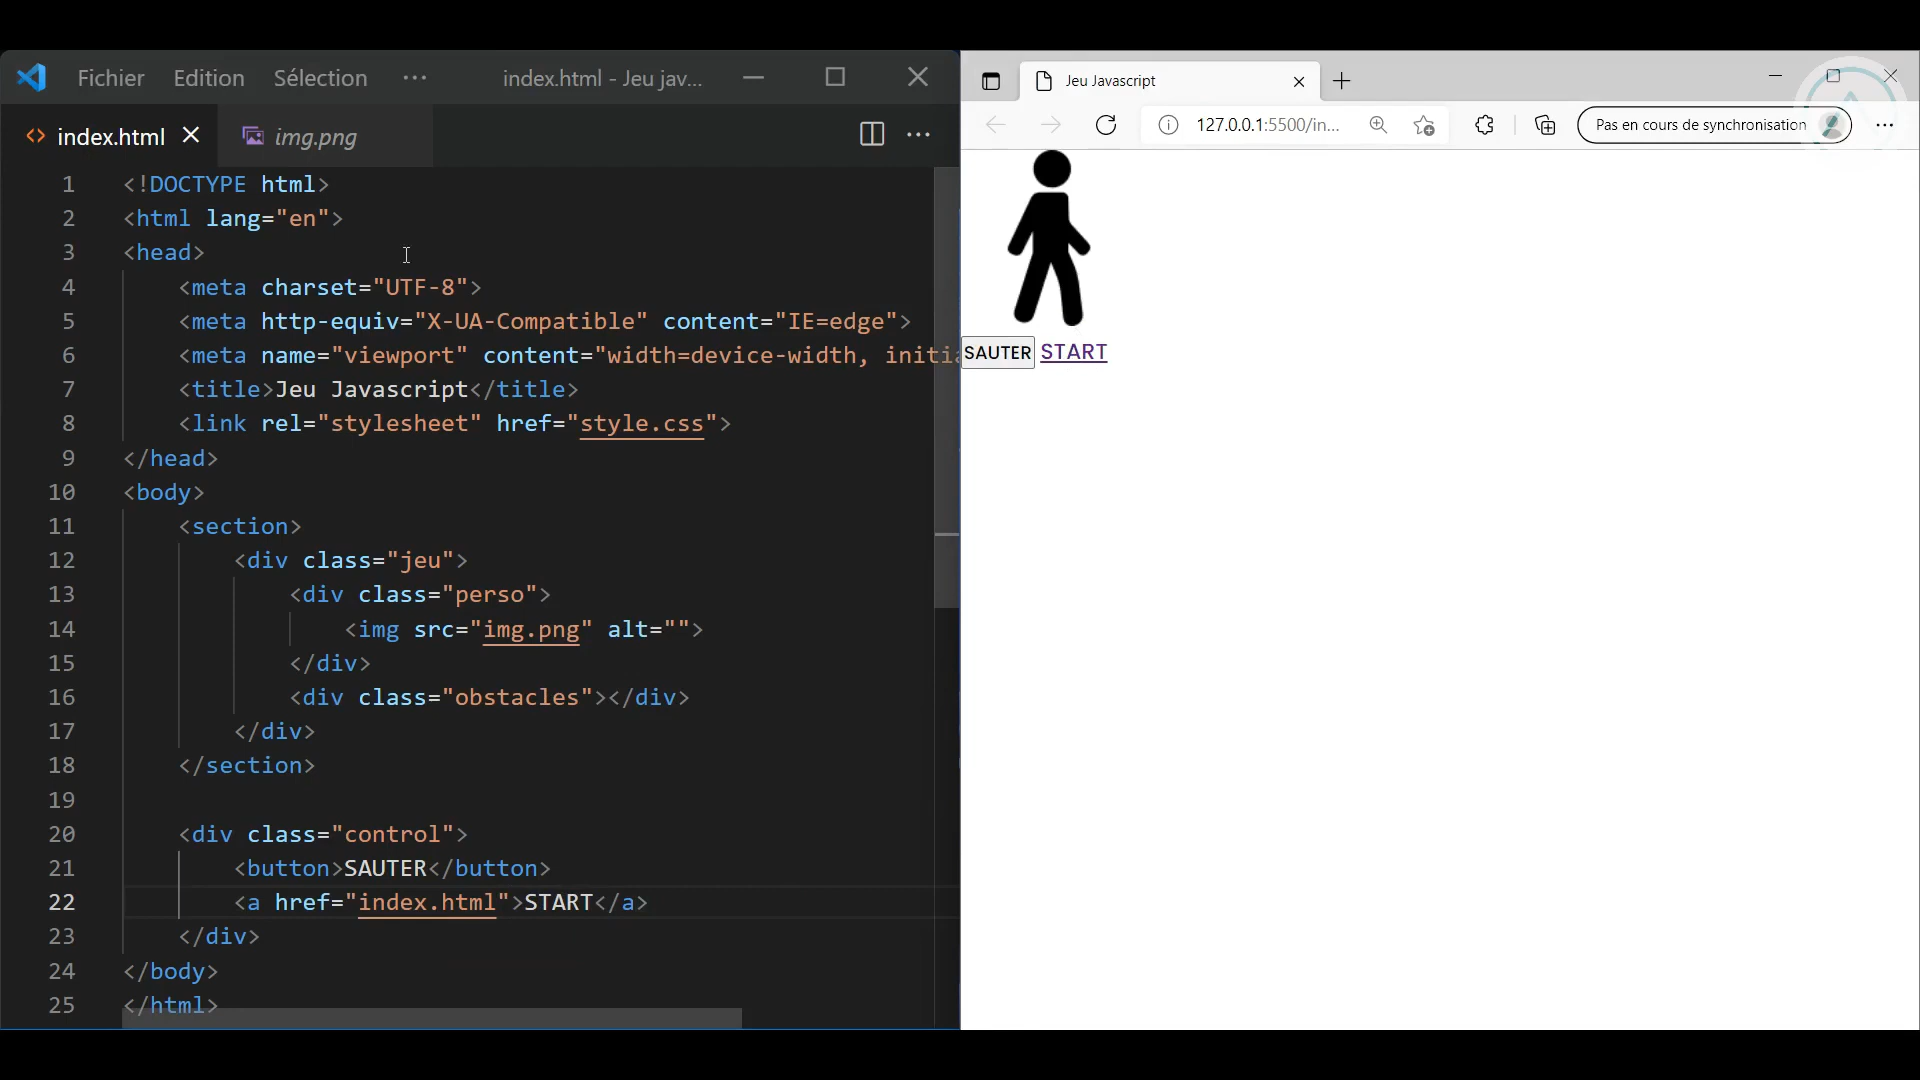 Fichier Edition Sélection ··· index.html - Jeu jav...
index.html img.png ···
1 <!DOCTYPE html>
2 <html lang="en">
3 <head>
4 <meta charset="UTF-8">
5 <meta http-equiv="X-UA-Compatible" content="IE=edge">
6 <meta name="viewport" content="width=device-width, initia
7 <title>Jeu Javascript</title>
8 <link rel="stylesheet" href="style.css">
9 </head>
10 <body>
11 <section>
12 <div class="jeu">
13 <div class="perso">
14 <img src="img.png" alt="">
15 </div>
16 <div class="obstacles"></div>
17 </div>
18 </section>
19
20 <div class="control">
21 <button>SAUTER</button>
22 <a href="index.html">START</a>
23 </div>
24 </body>
25 </html>
Jeu Javascript
127.0.0.1:5500/in... Pas en cours de synchronisation ···
SAUTER START